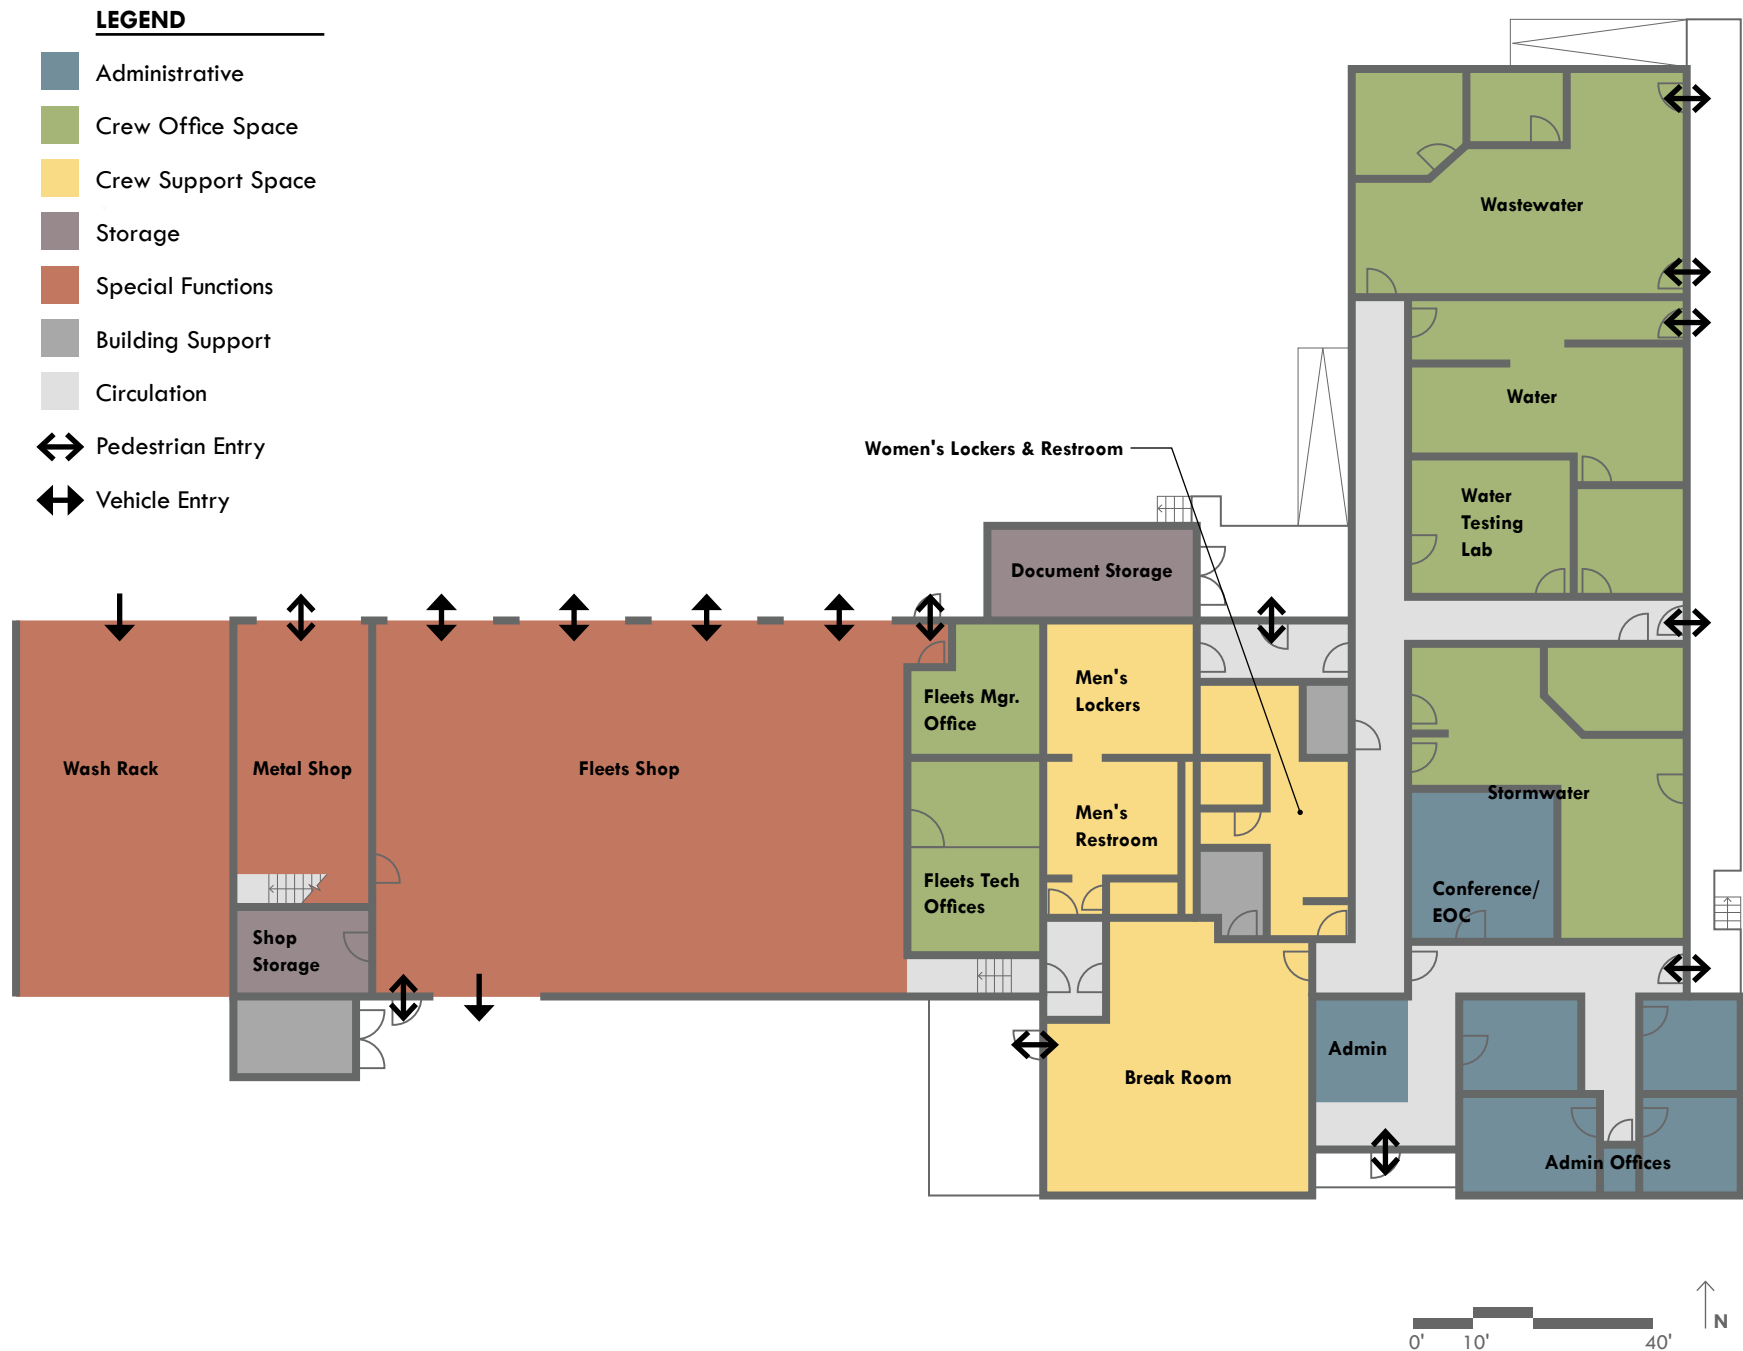 LEGEND
Administrative
Crew Office Space
Crew Support Space
Storage
Special Functions
Building Support
Circulation
Pedestrian Entry
Vehicle Entry
Wastewater
Water
Women's Lockers & Restroom
Water
Testing
Lab
Document Storage
Men's
Lockers
Fleets Mgr.
Office
Wash Rack
Metal Shop
Fleets Shop
Stormwater
Men's
Restroom
Fleets Tech
Offices
Conference/
EOC
Shop
Storage
Admin
Break Room
Admin Offices
N
0' 10' 40'